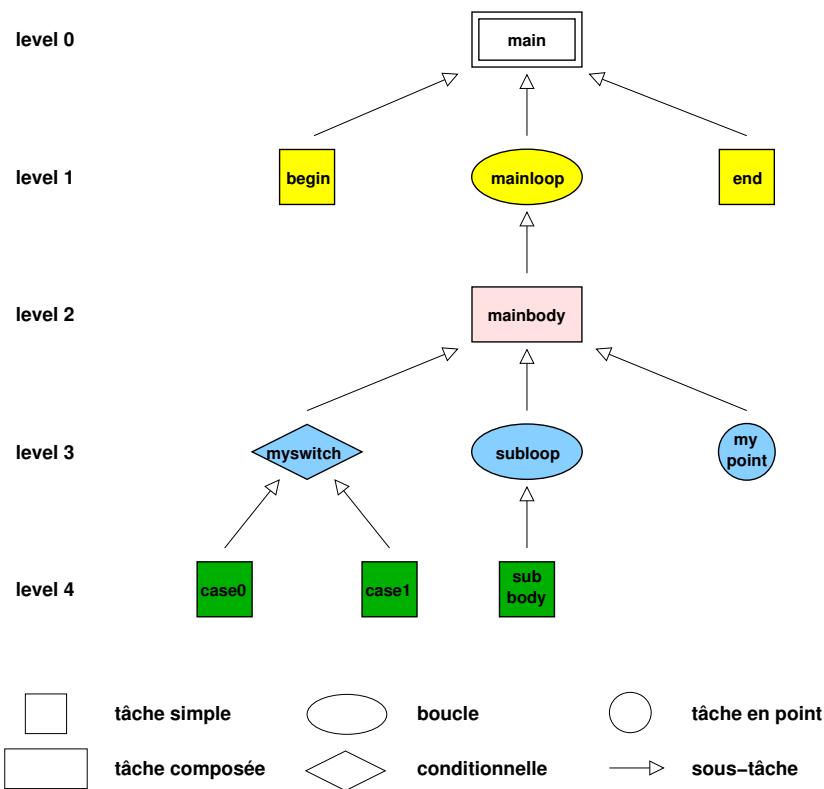 level 0
main
level 1
begin
mainloop
end
level 2
mainbody
level 3
myswitch
subloop
my
point
level 4
case0
case1
sub
body
tâche simple
boucle
tâche en point
tâche composée
conditionnelle
sous−tâche